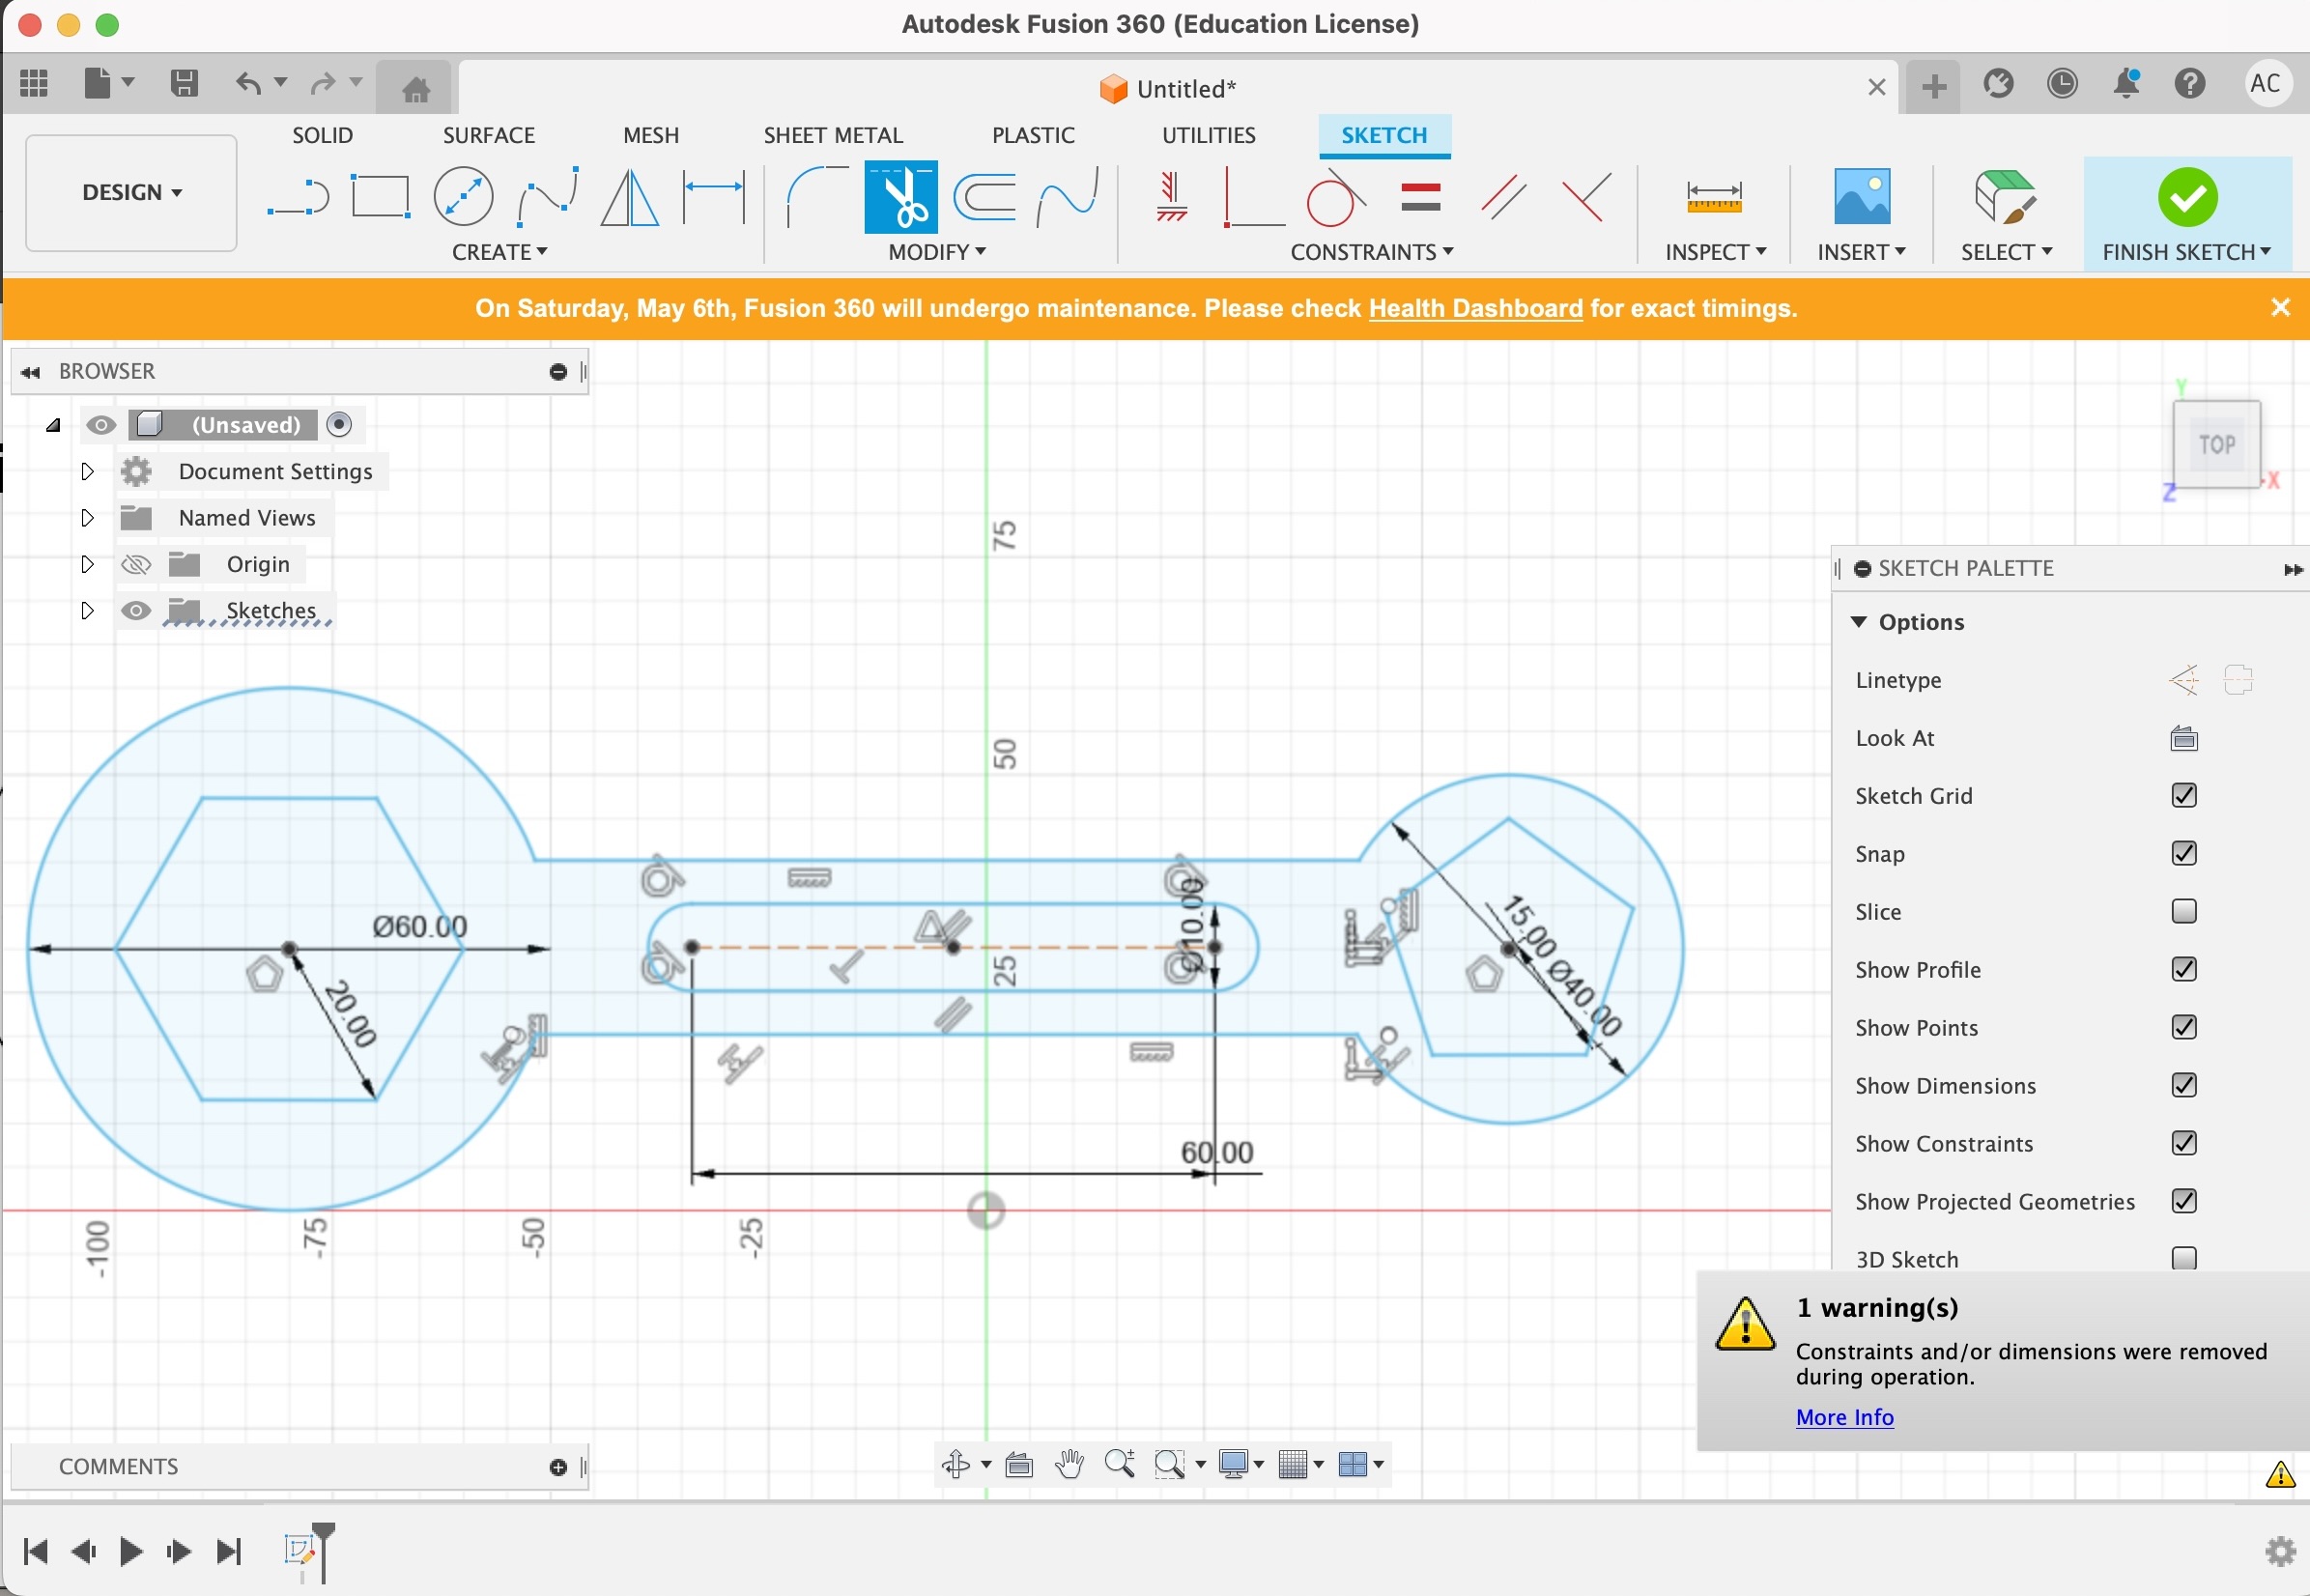 Autodesk Fusion 360 (Education License)
Untitled*
AC
SOLID SURFACE MESH SHEET METAL PLASTIC UTILITIES SKETCH
DESIGN
CREATE MODIFY CONSTRAINTS INSPECT INSERT SELECT FINISH SKETCH
On Saturday, May 6th, Fusion 360 will undergo maintenance. Please check Health Dashboard for exact timings.
BROWSER
(Unsaved)
Document Settings
Named Views
Origin
Sketches
Y
TOP
X
Z
75
50
25
-100
-75
-50
-25
Ø60.00
20.00
Ø10.00
60.00
15.00
Ø40.00
SKETCH PALETTE
Options
Linetype
Look At
Sketch Grid
Snap
Slice
Show Profile
Show Points
Show Dimensions
Show Constraints
Show Projected Geometries
3D Sketch
1 warning(s)
Constraints and/or dimensions were removed
during operation.
More Info
COMMENTS